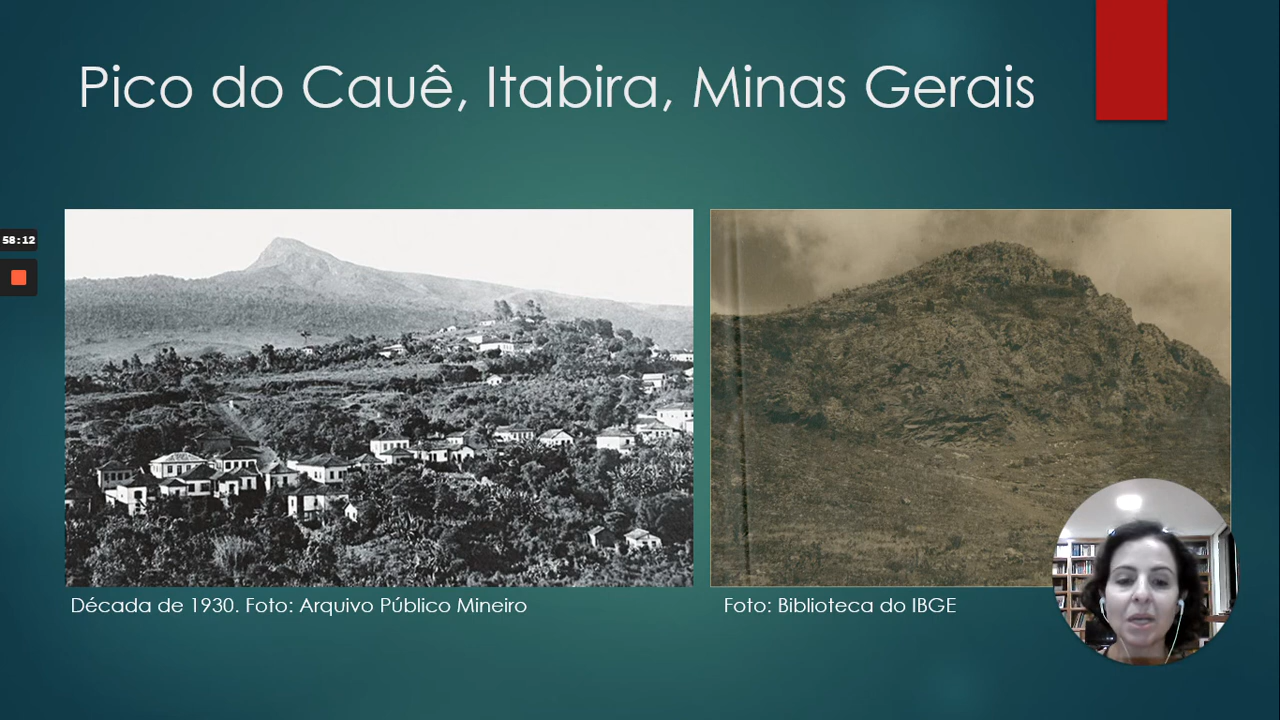 Pico do Cauê, Itabira, Minas Gerais
58:12
Década de 1930. Foto: Arquivo Público Mineiro
Foto: Biblioteca do IBGE